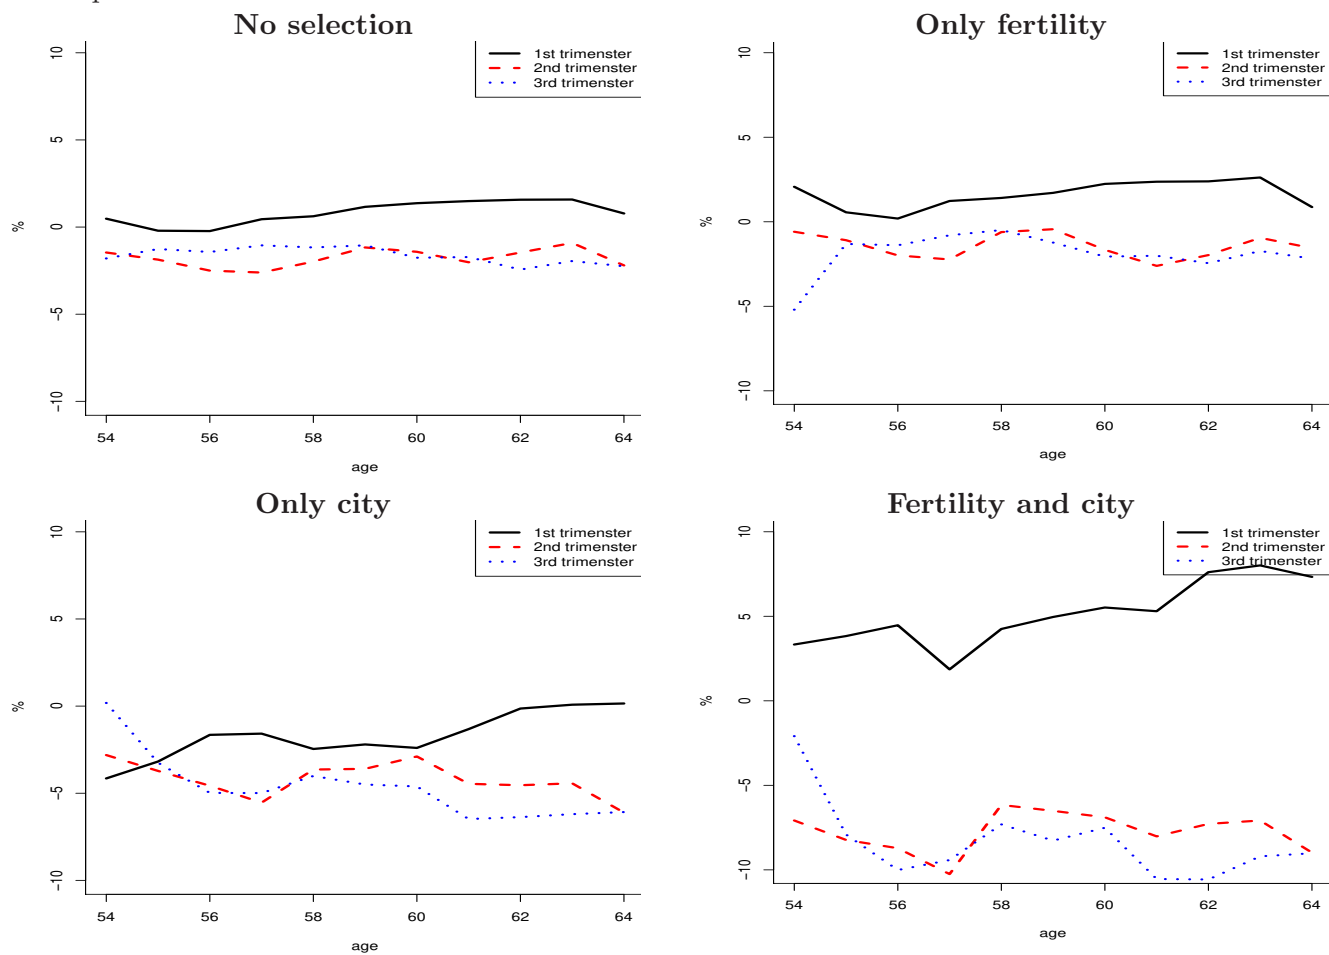 No selection
10
5
0
−5
−10
%
1st trimenster
2nd trimenster
3rd trimenster
54 56 58 60 62 64
age
Only fertility
10
5
0
−5
−10
%
1st trimenster
2nd trimenster
3rd trimenster
54 56 58 60 62 64
age
Only city
10
5
0
−5
−10
%
1st trimenster
2nd trimenster
3rd trimenster
54 56 58 60 62 64
age
Fertility and city
10
5
0
−5
−10
%
1st trimenster
2nd trimenster
3rd trimenster
54 56 58 60 62 64
age